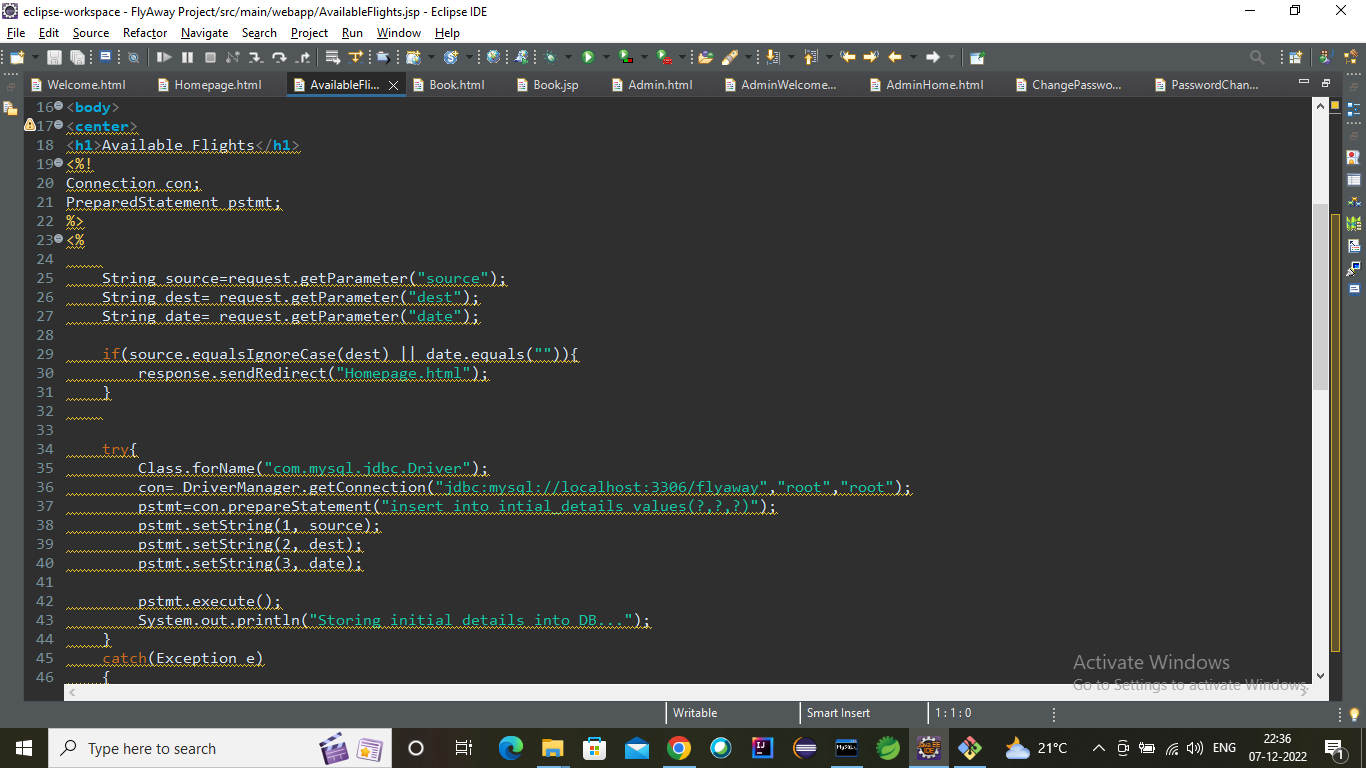 eclipse-workspace - FlyAway Project/src/main/webapp/AvailableFlights.jsp - Eclipse IDE
File Edit Source Refactor Navigate Search Project Run Window Help
Welcome.html Homepage.html AvailableFli... Book.html Book.jsp Admin.html AdminWelcome... AdminHome.html ChangePasswo... PasswordChan...
16 <body>
17 <center>
18 <h1>Available Flights</h1>
19 <%!
20 Connection con;
21 PreparedStatement pstmt;
22 %>
23 <%
24
25 String source=request.getParameter("source");
26 String dest= request.getParameter("dest");
27 String date= request.getParameter("date");
28
29 if(source.equalsIgnoreCase(dest) || date.equals("")){
30 response.sendRedirect("Homepage.html");
31 }
32
33
34 try{
35 Class.forName("com.mysql.jdbc.Driver");
36 con= DriverManager.getConnection("jdbc:mysql://localhost:3306/flyaway","root","root");
37 pstmt=con.prepareStatement("insert into intial_details values(?,?,?)");
38 pstmt.setString(1, source);
39 pstmt.setString(2, dest);
40 pstmt.setString(3, date);
41
42 pstmt.execute();
43 System.out.println("Storing initial details into DB...");
44 }
45 catch(Exception e)
46 {
Activate Windows
Go to Settings to activate Windows.
Writable Smart Insert 1 : 1 : 0
Type here to search
21°C ENG 22:36
07-12-2022